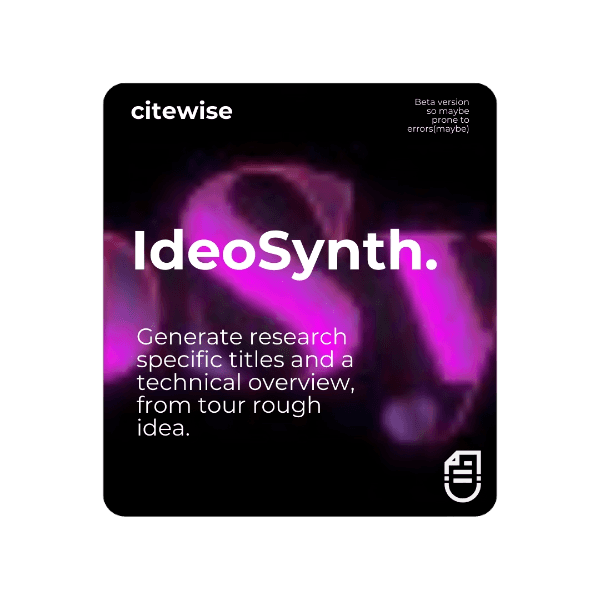 citewise
Beta version
so maybe
prone to
errors(maybe)
IdeoSynth.
Generate research
specific titles and a
technical overview,
from tour rough
idea.